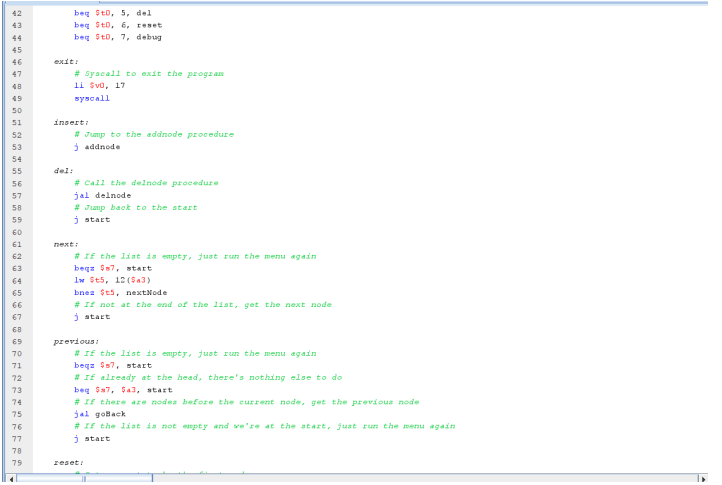 42 beq $t0, 5, del
43 beq $t0, 6, reset
44 beq $t0, 7, debug
45
46 exit:
47 # Syscall to exit the program
48 li $v0, 17
49 syscall
50
51 insert:
52 # Jump to the addnode procedure
53 j addnode
54
55 del:
56 # Call the delnode procedure
57 jal delnode
58 # Jump back to the start
59 j start
60
61 next:
62 # If the list is empty, just run the menu again
63 beqz $s7, start
64 lw $t5, 12($a3)
65 bnez $t5, nextNode
66 # If not at the end of the list, get the next node
67 j start
68
69 previous:
70 # If the list is empty, just run the menu again
71 beqz $s7, start
72 # If already at the head, there's nothing else to do
73 beq $s7, $a3, start
74 # If there are nodes before the current node, get the previous node
75 jal goBack
76 # If the list is not empty and we're at the start, just run the menu again
77 j start
78
79 reset: